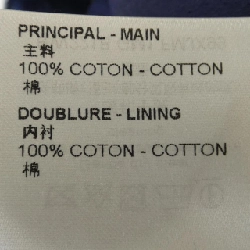 PRINCIPAL - MAIN
主料
100% COTON - COTTON
棉
DOUBLURE - LINING
内衬
100% COTON - COTTON
棉